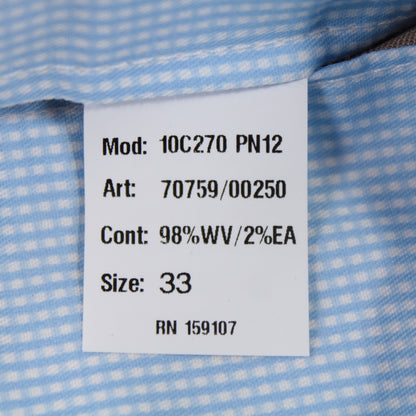 Mod: 10C270 PN12
Art: 70759/00250
Cont: 98%WV/2%EA
Size: 33
RN 159107